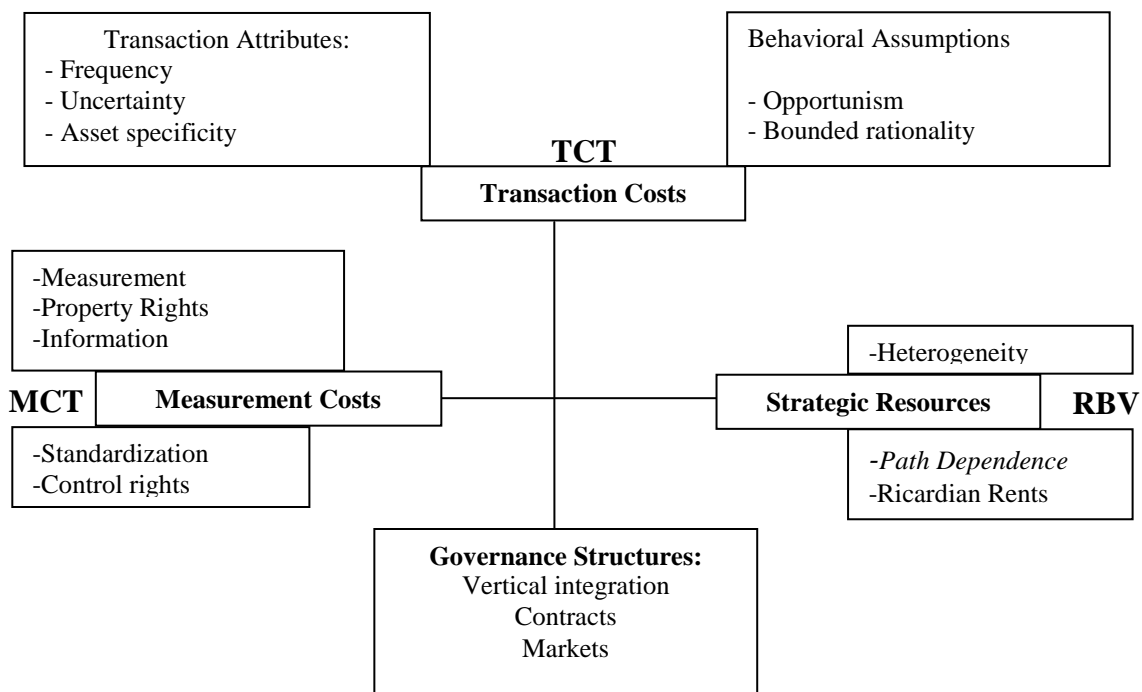 Transaction Attributes:
- Frequency
- Uncertainty
- Asset specificity
Behavioral Assumptions
- Opportunism
- Bounded rationality
TCT
Transaction Costs
-Measurement
-Property Rights
-Information
MCT
Measurement Costs
-Standardization
-Control rights
-Heterogeneity
Strategic Resources
RBV
-Path Dependence
-Ricardian Rents
Governance Structures:
Vertical integration
Contracts
Markets